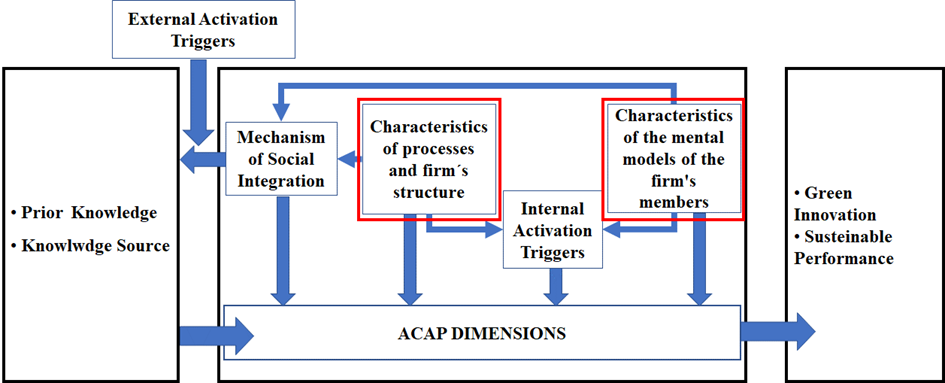 External Activation
Triggers
• Prior Knowledge
• Knowlwdge Source
Mechanism
of Social
Integration
Characteristics
of processes
and firm´s
structure
Internal
Activation
Triggers
Characteristics
of the mental
models of the
firm's
members
ACAP DIMENSIONS
• Green
Innovation
• Susteinable
Performance